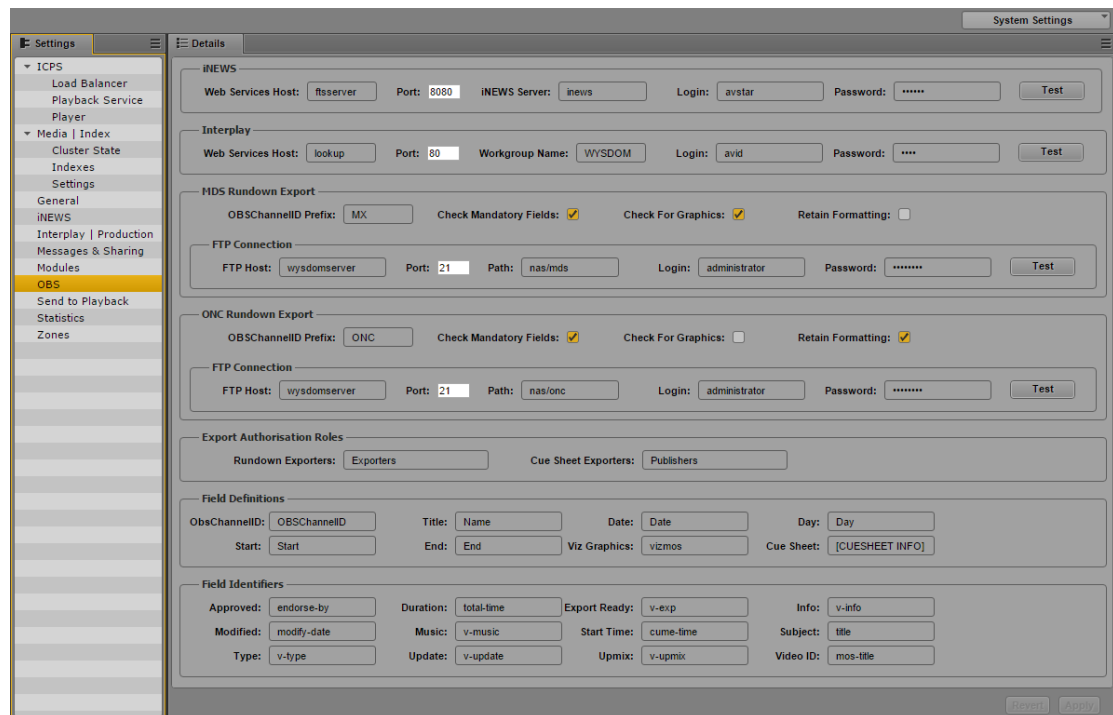 System Settings
Settings
Details
ICPS
Load Balancer
Playback Service
Player
Media | Index
Cluster State
Indexes
Settings
General
iNEWS
Interplay | Production
Messages & Sharing
Modules
OBS
Send to Playback
Statistics
Zones
iNEWS
Web Services Host: ftsserver Port: 8080 iNEWS Server: inews Login: avstar Password: •••••• Test
Interplay
Web Services Host: lookup Port: 80 Workgroup Name: WYSDOM Login: avid Password: •••• Test
MDS Rundown Export
OBSChannelID Prefix: MX Check Mandatory Fields: Check For Graphics: Retain Formatting:
FTP Connection
FTP Host: wysdomserver Port: 21 Path: nas/mds Login: administrator Password: •••••••• Test
ONC Rundown Export
OBSChannelID Prefix: ONC Check Mandatory Fields: Check For Graphics: Retain Formatting:
FTP Connection
FTP Host: wysdomserver Port: 21 Path: nas/onc Login: administrator Password: •••••••• Test
Export Authorisation Roles
Rundown Exporters: Exporters Cue Sheet Exporters: Publishers
Field Definitions
ObsChannelID: OBSChannelID Title: Name Date: Date Day: Day
Start: Start End: End Viz Graphics: vizmos Cue Sheet: [CUESHEET INFO]
Field Identifiers
Approved: endorse-by Duration: total-time Export Ready: v-exp Info: v-info
Modified: modify-date Music: v-music Start Time: cume-time Subject: title
Type: v-type Update: v-update Upmix: v-upmix Video ID: mos-title
Revert Apply